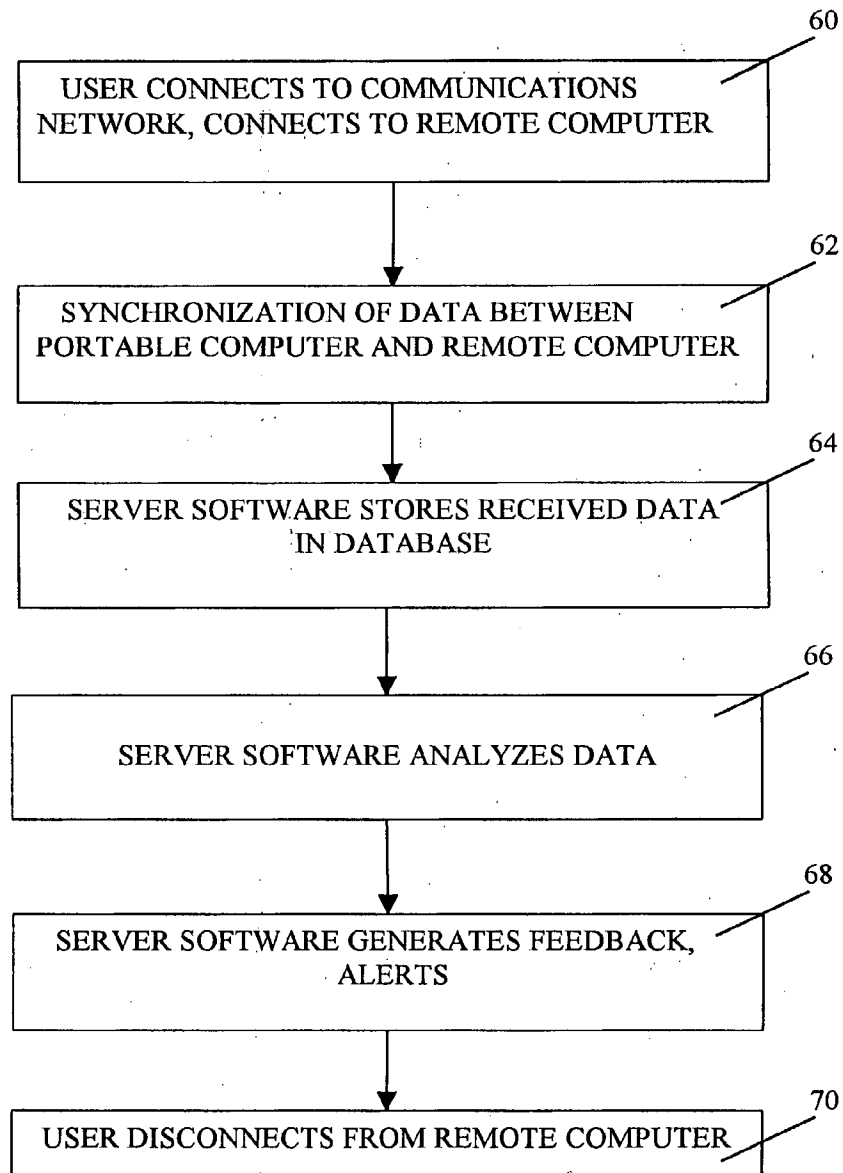 60
USER CONNECTS TO COMMUNICATIONS
NETWORK, CONNECTS TO REMOTE COMPUTER
62
SYNCHRONIZATION OF DATA BETWEEN
PORTABLE COMPUTER AND REMOTE COMPUTER
64
SERVER SOFTWARE STORES RECEIVED DATA
IN DATABASE
66
SERVER SOFTWARE ANALYZES DATA
68
SERVER SOFTWARE GENERATES FEEDBACK,
ALERTS
70
USER DISCONNECTS FROM REMOTE COMPUTER